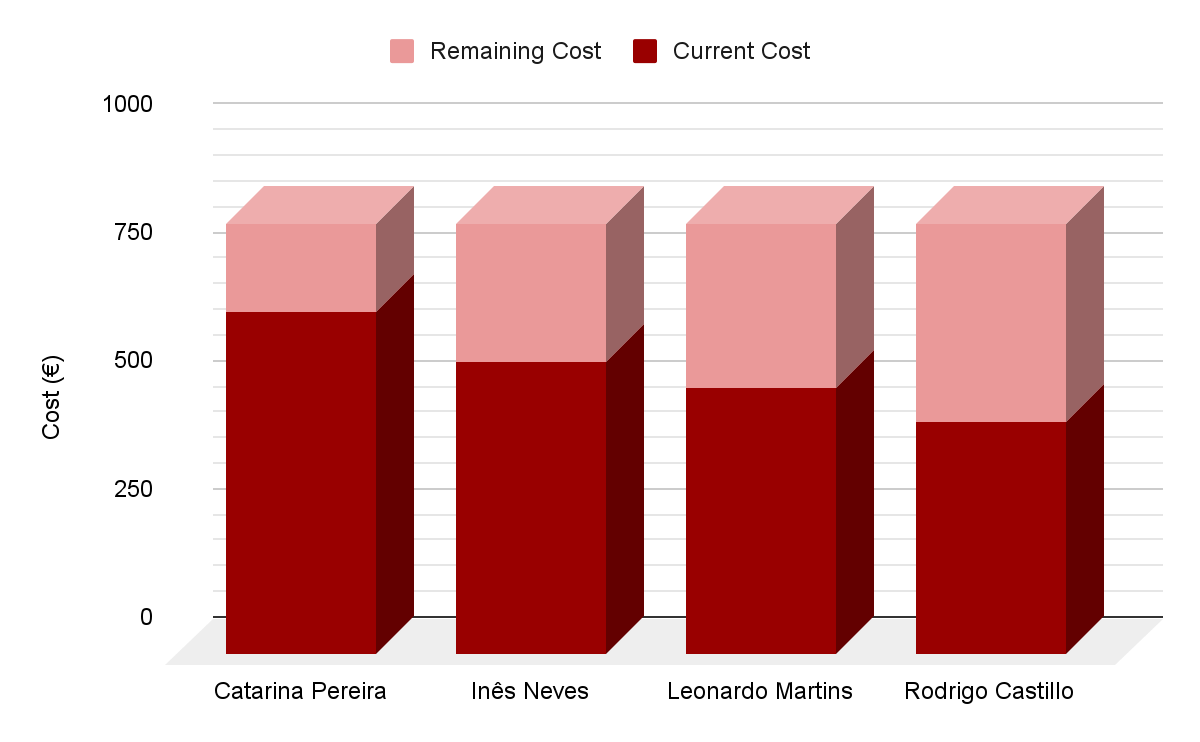 Remaining Cost Current Cost
1000
750
500
250
0
Cost (€)
Catarina Pereira Inês Neves Leonardo Martins Rodrigo Castillo